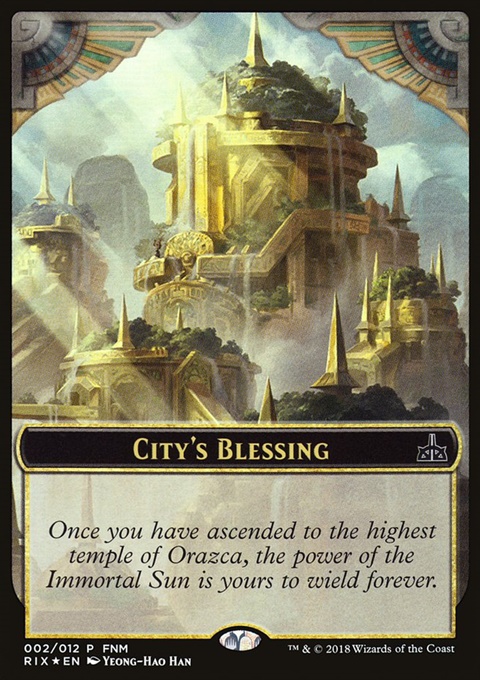 City's Blessing
Once you have ascended to the highest
temple of Orazca, the power of the
Immortal Sun is yours to wield forever.
002/012 P FNM
RIX★EN Yeong-Hao Han
™ & © 2018 Wizards of the Coast